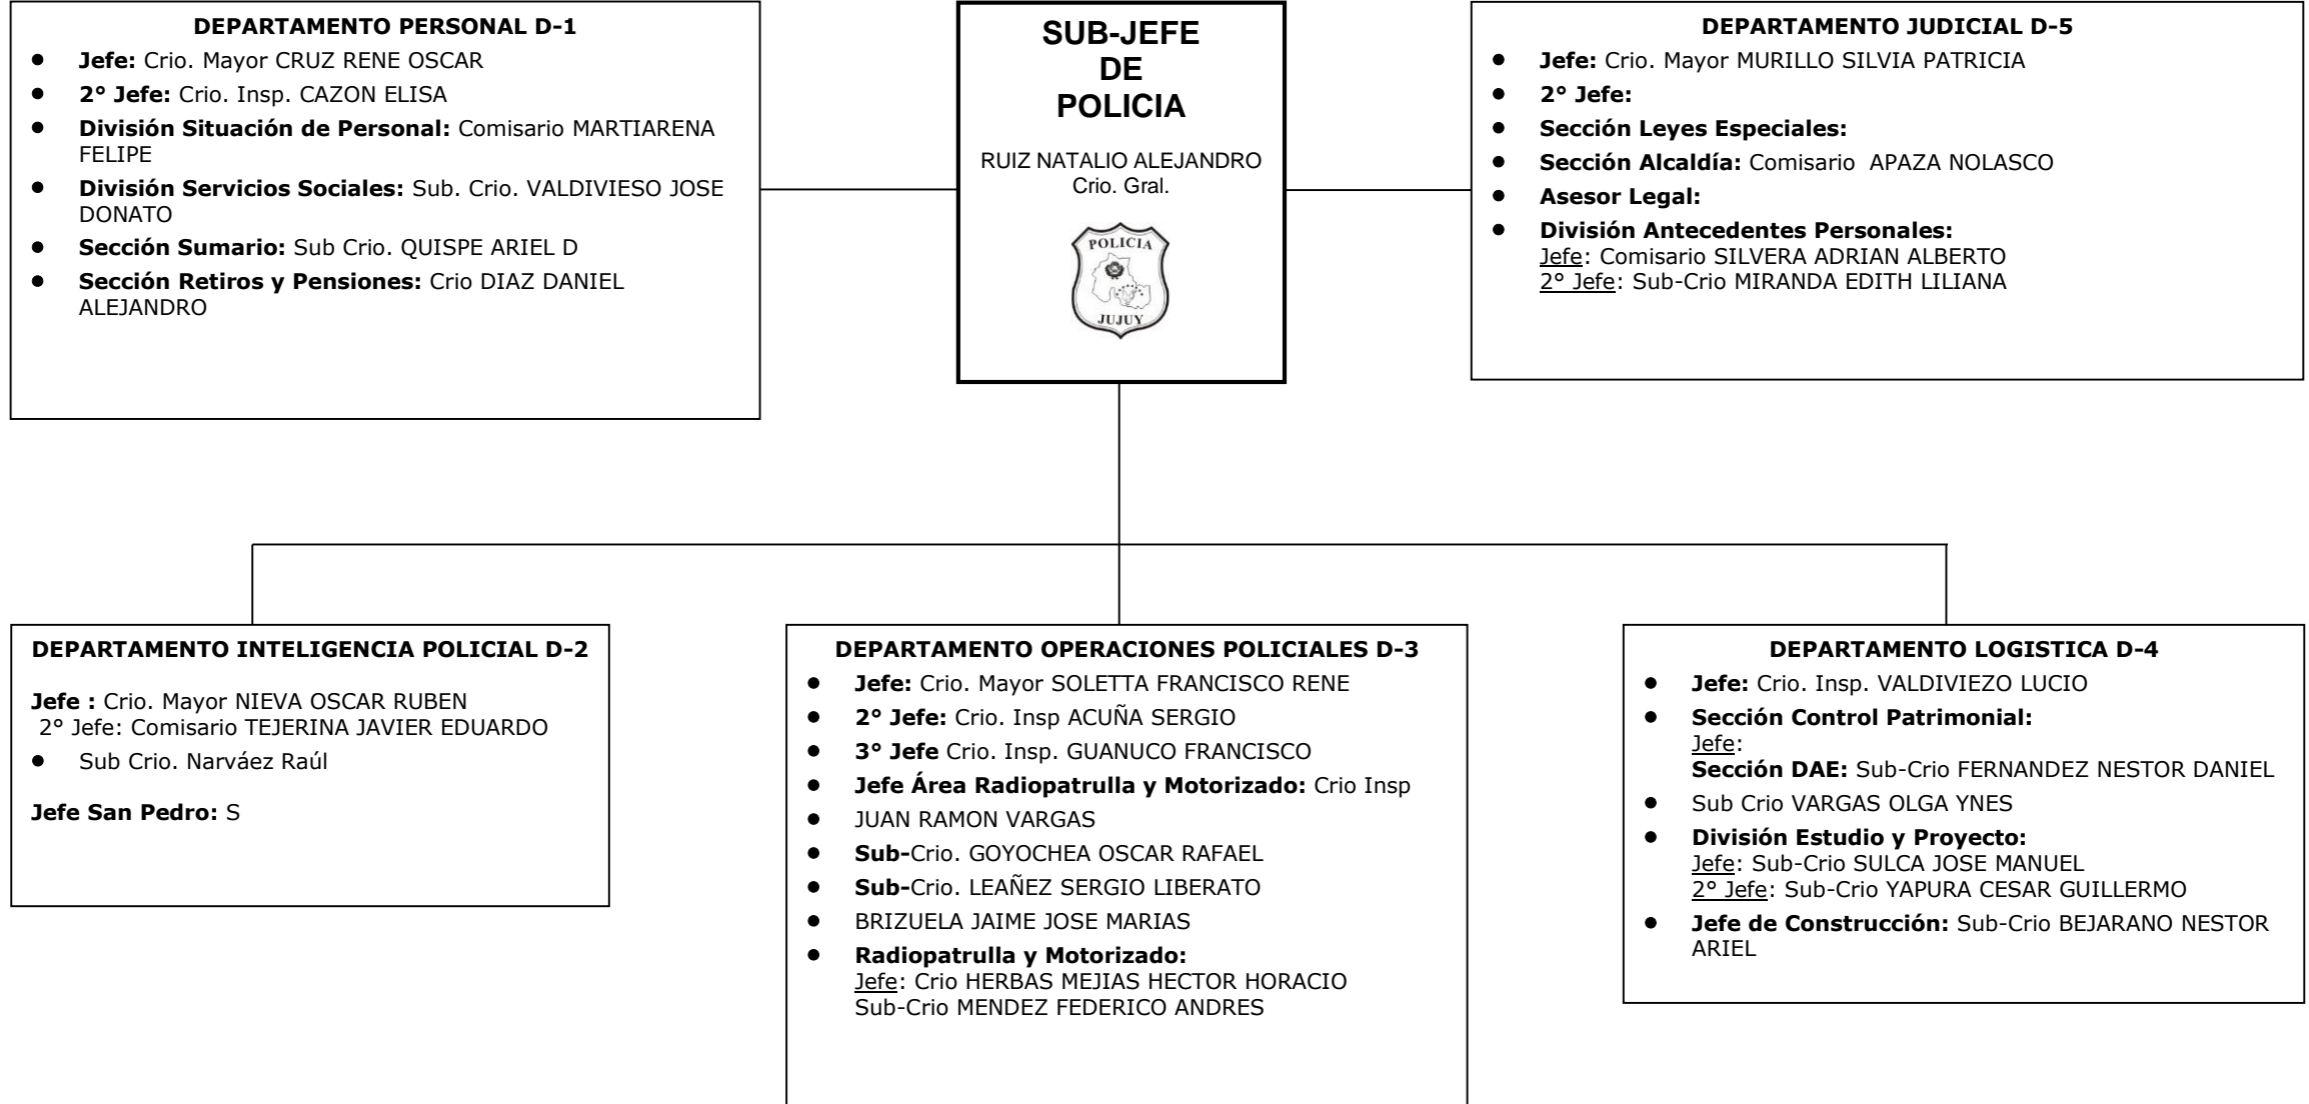 DEPARTAMENTO PERSONAL D-1
● Jefe: Crio. Mayor CRUZ RENE OSCAR
● 2° Jefe: Crio. Insp. CAZON ELISA
● División Situación de Personal: Comisario MARTIARENA
FELIPE
● División Servicios Sociales: Sub. Crio. VALDIVIESO JOSE
DONATO
● Sección Sumario: Sub Crio. QUISPE ARIEL D
● Sección Retiros y Pensiones: Crio DIAZ DANIEL
ALEJANDRO
SUB-JEFE
DE
POLICIA
RUIZ NATALIO ALEJANDRO
Crio. Gral.
POLICIA
JUJUY
DEPARTAMENTO JUDICIAL D-5
● Jefe: Crio. Mayor MURILLO SILVIA PATRICIA
● 2° Jefe:
● Sección Leyes Especiales:
● Sección Alcaldía: Comisario APAZA NOLASCO
● Asesor Legal:
● División Antecedentes Personales:
Jefe: Comisario SILVERA ADRIAN ALBERTO
2° Jefe: Sub-Crio MIRANDA EDITH LILIANA
DEPARTAMENTO INTELIGENCIA POLICIAL D-2
Jefe : Crio. Mayor NIEVA OSCAR RUBEN
2° Jefe: Comisario TEJERINA JAVIER EDUARDO
● Sub Crio. Narváez Raúl
Jefe San Pedro: S
DEPARTAMENTO OPERACIONES POLICIALES D-3
● Jefe: Crio. Mayor SOLETTA FRANCISCO RENE
● 2° Jefe: Crio. Insp ACUÑA SERGIO
● 3° Jefe Crio. Insp. GUANUCO FRANCISCO
● Jefe Área Radiopatrulla y Motorizado: Crio Insp
● JUAN RAMON VARGAS
● Sub-Crio. GOYOCHEA OSCAR RAFAEL
● Sub-Crio. LEAÑEZ SERGIO LIBERATO
● BRIZUELA JAIME JOSE MARIAS
● Radiopatrulla y Motorizado:
Jefe: Crio HERBAS MEJIAS HECTOR HORACIO
Sub-Crio MENDEZ FEDERICO ANDRES
DEPARTAMENTO LOGISTICA D-4
● Jefe: Crio. Insp. VALDIVIEZO LUCIO
● Sección Control Patrimonial:
Jefe:
Sección DAE: Sub-Crio FERNANDEZ NESTOR DANIEL
● Sub Crio VARGAS OLGA YNES
● División Estudio y Proyecto:
Jefe: Sub-Crio SULCA JOSE MANUEL
2° Jefe: Sub-Crio YAPURA CESAR GUILLERMO
● Jefe de Construcción: Sub-Crio BEJARANO NESTOR
ARIEL